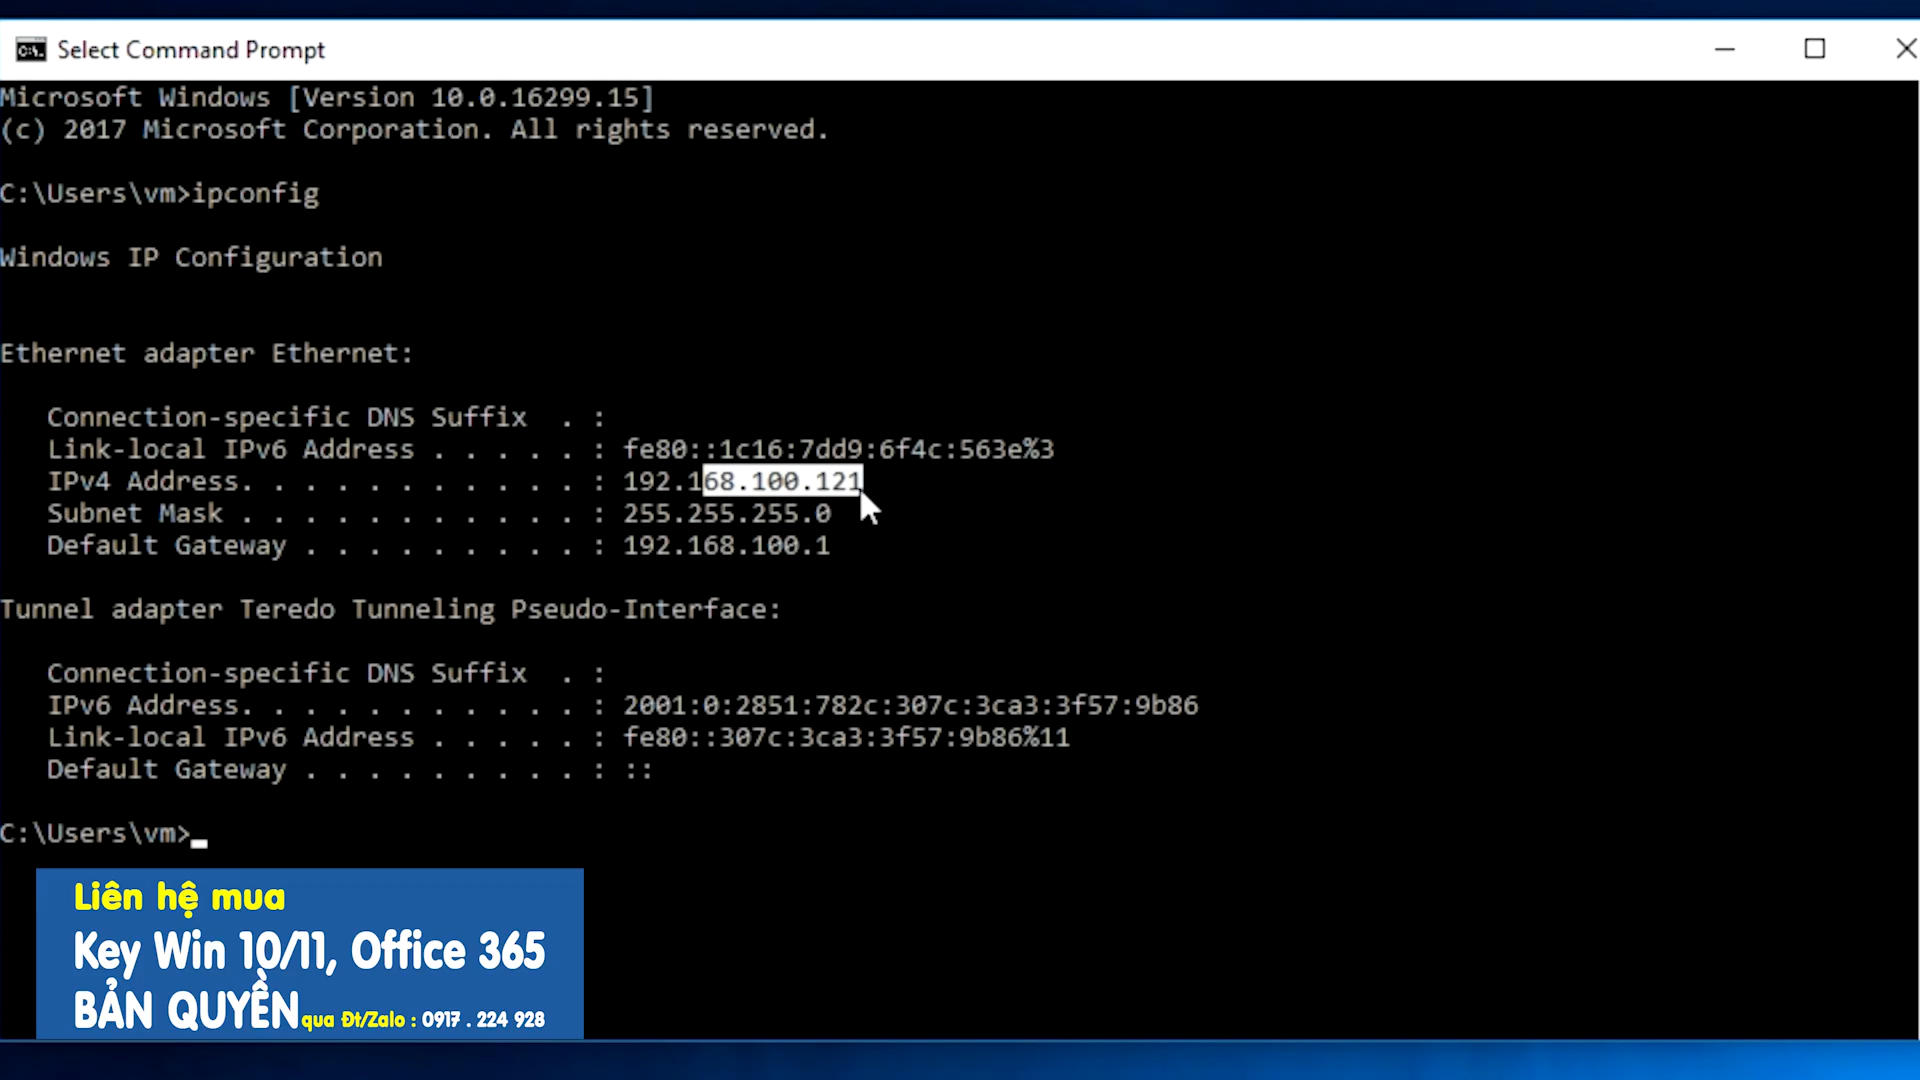 Select Command Prompt
Microsoft Windows [Version 10.0.16299.15]
(c) 2017 Microsoft Corporation. All rights reserved.
C:\Users\vm>ipconfig
Windows IP Configuration
Ethernet adapter Ethernet:
Connection-specific DNS Suffix  . :
Link-local IPv6 Address . . . . . : fe80::1c16:7dd9:6f4c:563e%3
IPv4 Address. . . . . . . . . . . : 192.168.100.121
Subnet Mask . . . . . . . . . . . : 255.255.255.0
Default Gateway . . . . . . . . . : 192.168.100.1
Tunnel adapter Teredo Tunneling Pseudo-Interface:
Connection-specific DNS Suffix  . :
IPv6 Address. . . . . . . . . . . : 2001:0:2851:782c:307c:3ca3:3f57:9b86
Link-local IPv6 Address . . . . . : fe80::307c:3ca3:3f57:9b86%11
Default Gateway . . . . . . . . . : ::
C:\Users\vm>
Liên hệ mua
Key Win 10/11, Office 365
BẢN QUYỀN qua Đt/Zalo : 0917 . 224 928